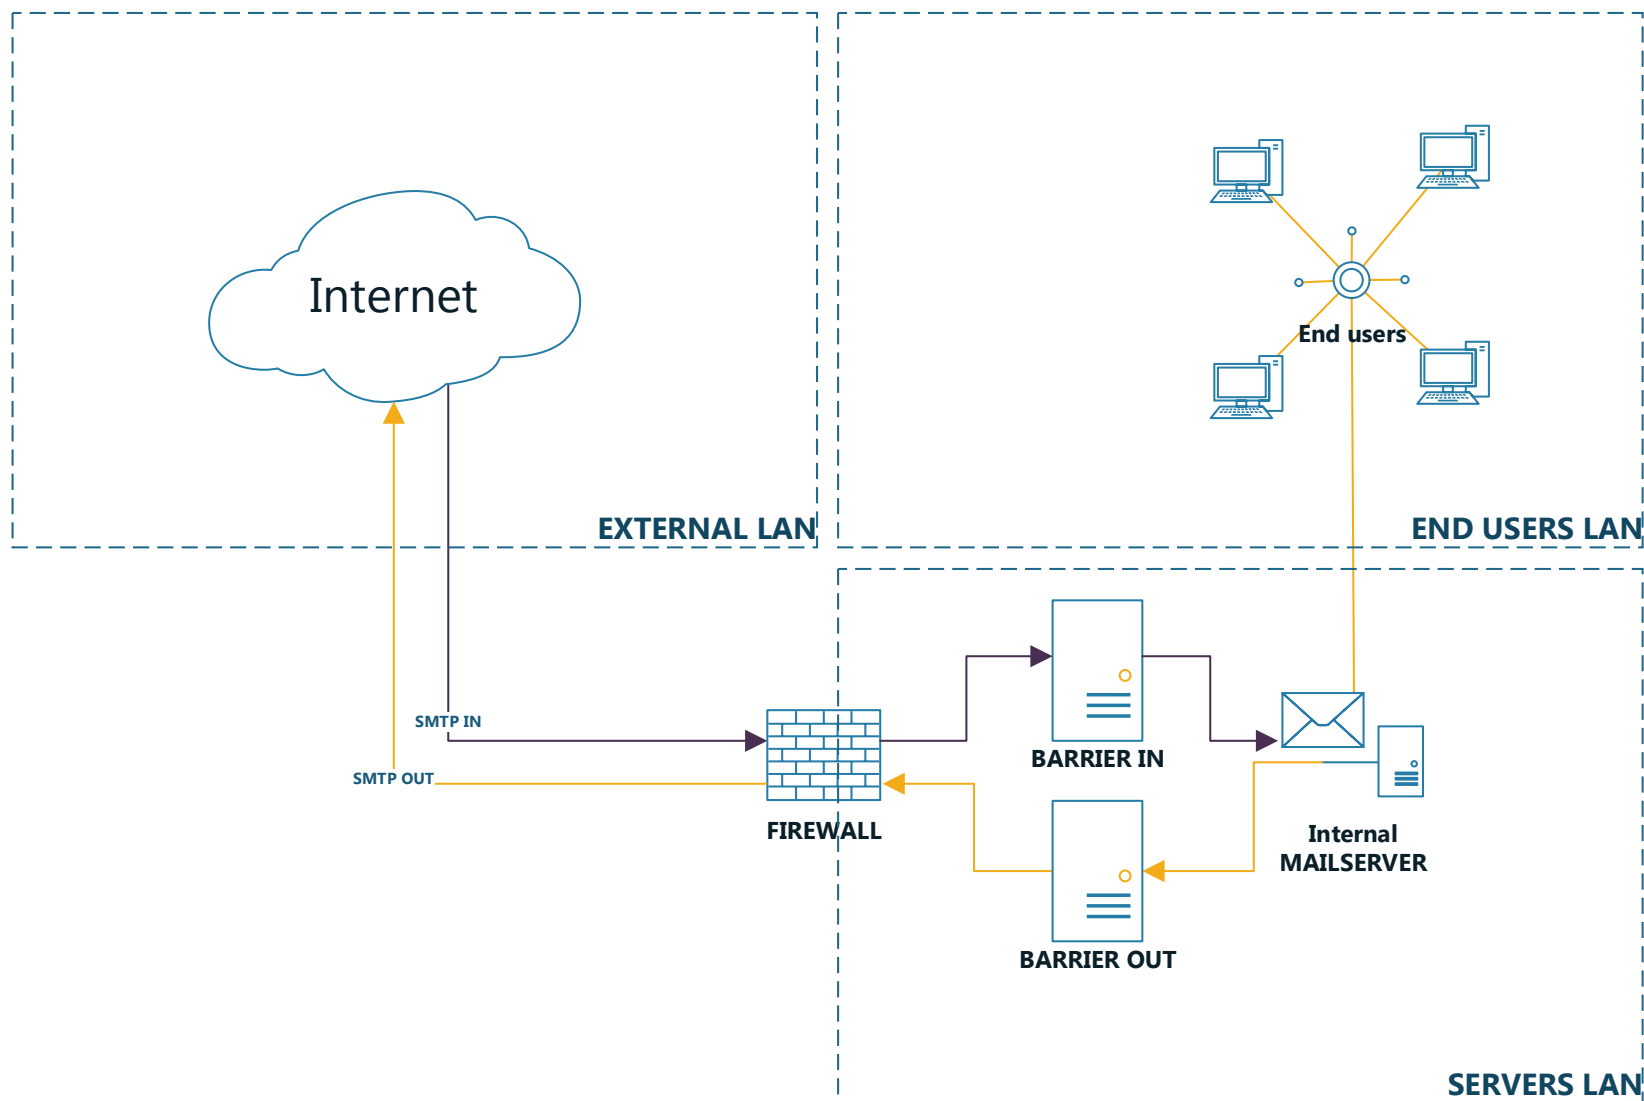 Internet
End users
EXTERNAL LAN
END USERS LAN
SMTP IN
SMTP OUT
FIREWALL
BARRIER IN
BARRIER OUT
Internal
MAILSERVER
SERVERS LAN